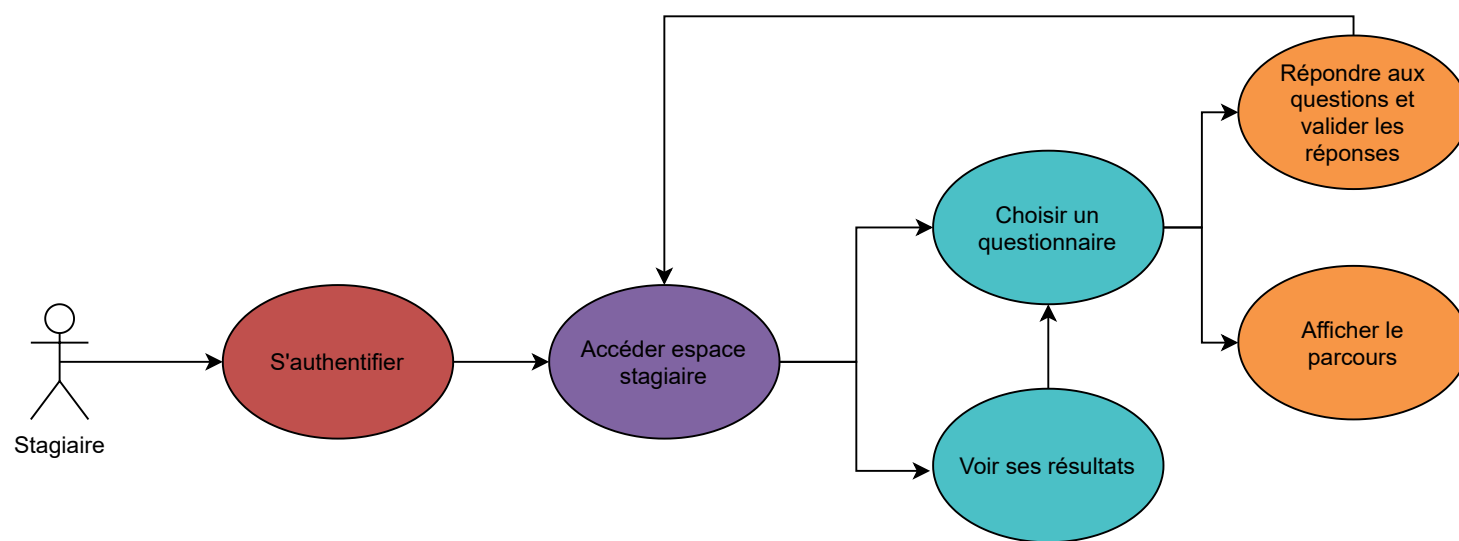 Répondre aux
questions et
valider les
réponses
Choisir un
questionnaire
S'authentifier
Accéder espace
stagiaire
Afficher le
parcours
Stagiaire
Voir ses résultats